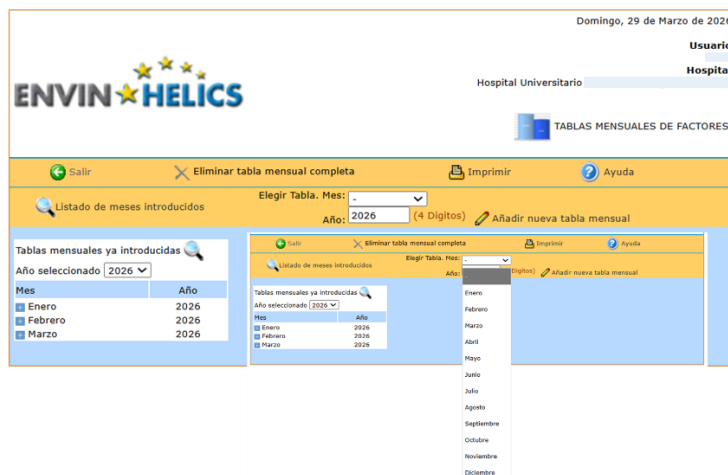 Domingo, 29 de Marzo de 2026
Usuario
Hospital
Hospital Universitario
ENVIN HELICS
TABLAS MENSUALES DE FACTORES
Salir Eliminar tabla mensual completa Imprimir Ayuda
Listado de meses introducidos
Elegir Tabla. Mes: -
Año: 2026 (4 Digitos) Añadir nueva tabla mensual
Tablas mensuales ya introducidas
Año seleccionado 2026
Mes Año
Enero 2026
Febrero 2026
Marzo 2026
Salir Eliminar tabla mensual completa Imprimir Ayuda
Listado de meses introducidos
Elegir Tabla. Mes: -
Año: Digitos) Añadir nueva tabla mensual
Tablas mensuales ya introducidas
Año seleccionado 2026
Mes Año
Enero 2026
Febrero 2026
Marzo 2026
Enero
Febrero
Marzo
Abril
Mayo
Junio
Julio
Agosto
Septiembre
Octubre
Noviembre
Diciembre